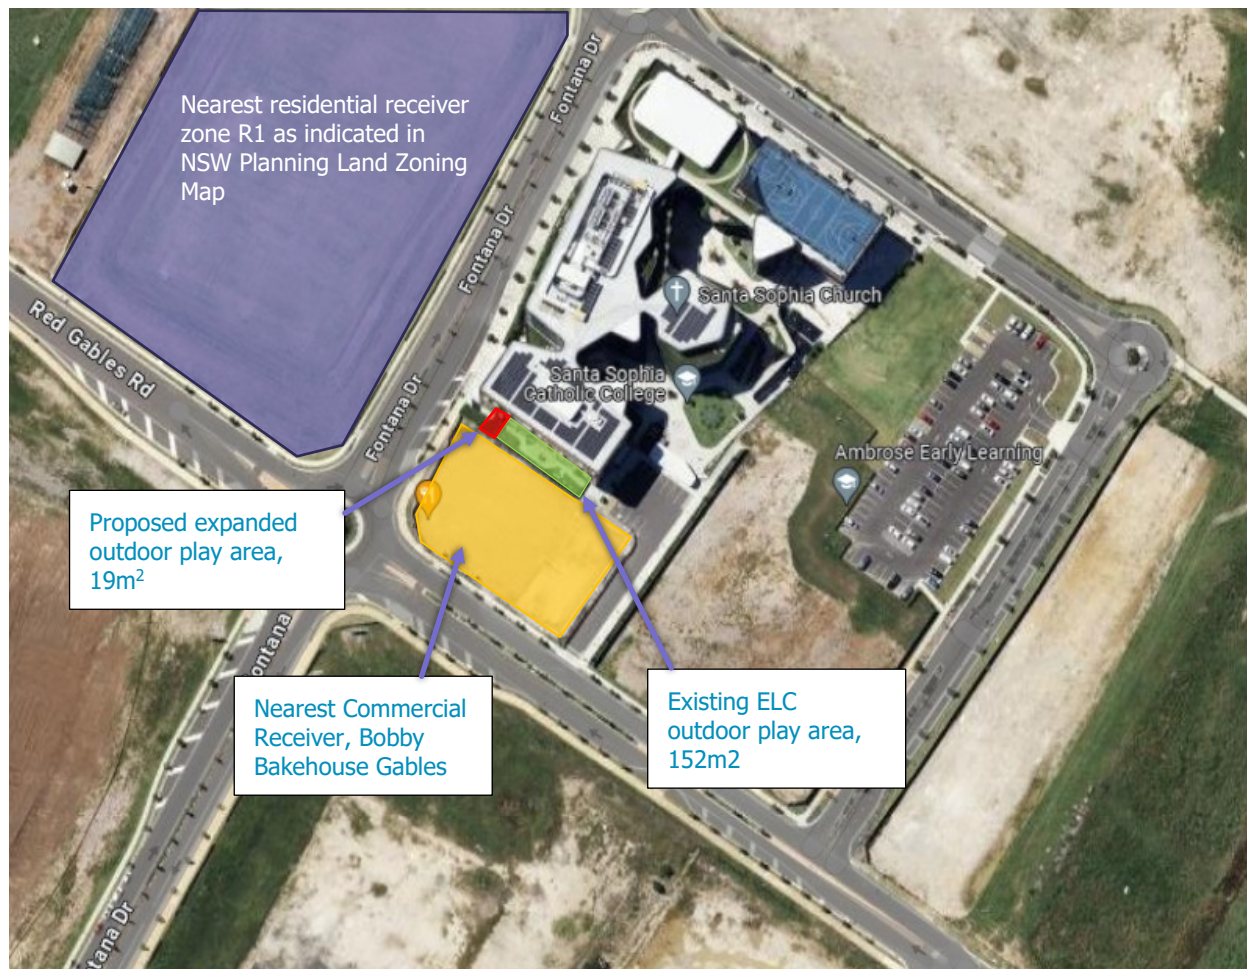 Nearest residential receiver
zone R1 as indicated in
NSW Planning Land Zoning
Map
Fontana Dr
Fontana Dr
Fontana Dr
Red Gables Rd
Santa Sophia Church
Santa Sophia
Catholic College
Ambrose Early Learning
Proposed expanded
outdoor play area,
19m²
Nearest Commercial
Receiver, Bobby
Bakehouse Gables
Existing ELC
outdoor play area,
152m2
Fontana
ntana Dr